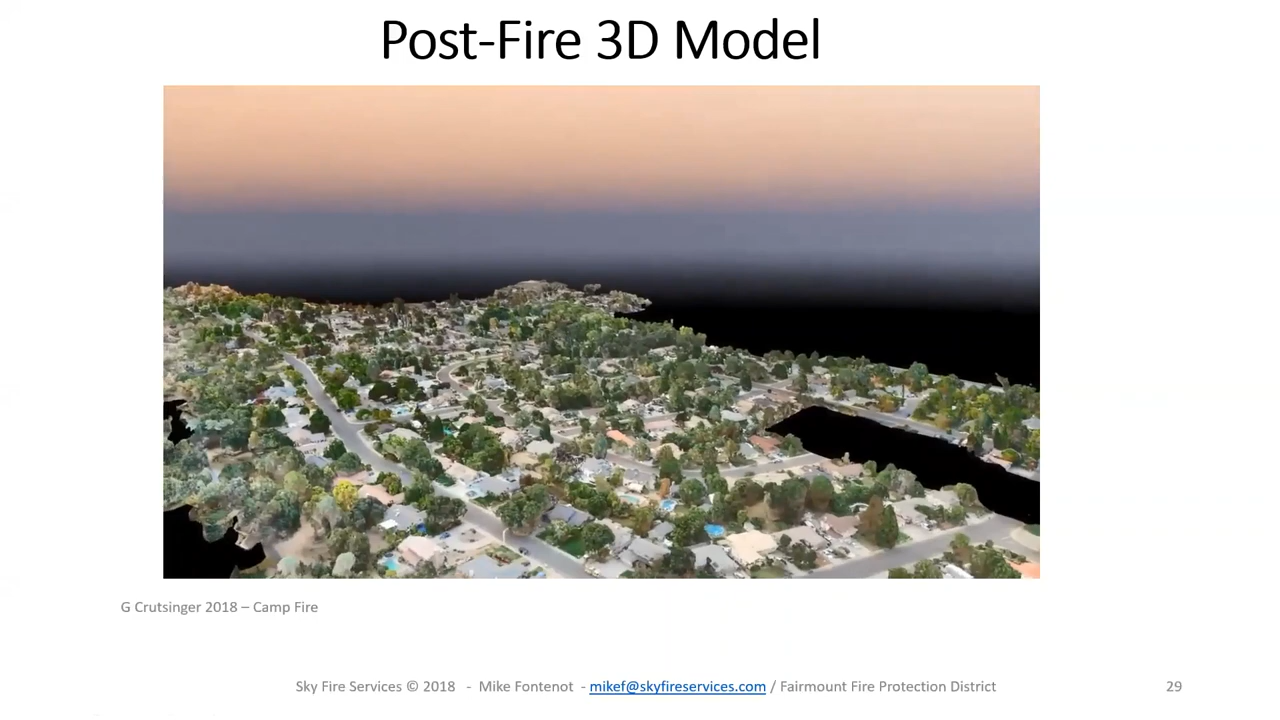 Post-Fire 3D Model
G Crutsinger 2018 – Camp Fire
Sky Fire Services © 2018 - Mike Fontenot - mikef@skyfireservices.com / Fairmount Fire Protection District
29